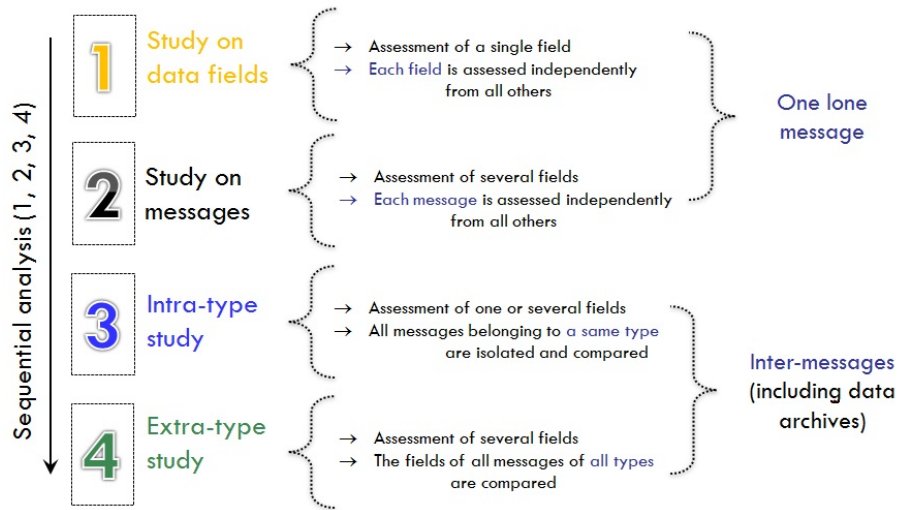 Sequential analysis (1, 2, 3, 4)
1
Study on
data fields
→ Assessment of a single field
→ Each field is assessed independently
from all others
2
Study on
messages
→ Assessment of several fields
→ Each message is assessed independently
from all others
One lone
message
3
Intra-type
study
→ Assessment of one or several fields
→ All messages belonging to a same type
are isolated and compared
4
Extra-type
study
→ Assessment of several fields
→ The fields of all messages of all types
are compared
Inter-messages
(including data
archives)